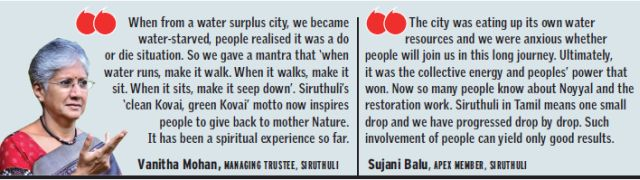 When from a water surplus city, we became
water-starved, people realised it was a do
or die situation. So we gave a mantra that ‘when
water runs, make it walk. When it walks, make it
sit. When it sits, make it seep down’. Siruthuli’s
‘clean Kovai, green Kovai’ motto now inspires
people to give back to mother Nature.
It has been a spiritual experience so far.
Vanitha Mohan, MANAGING TRUSTEE, SIRUTHULI
The city was eating up its own water
resources and we were anxious whether
people will join us in this long journey. Ultimately,
it was the collective energy and peoples’ power that
won. Now so many people know about Noyyal and the
restoration work. Siruthuli in Tamil means one small
drop and we have progressed drop by drop. Such
involvement of people can yield only good results.
Sujani Balu, APEX MEMBER, SIRUTHULI